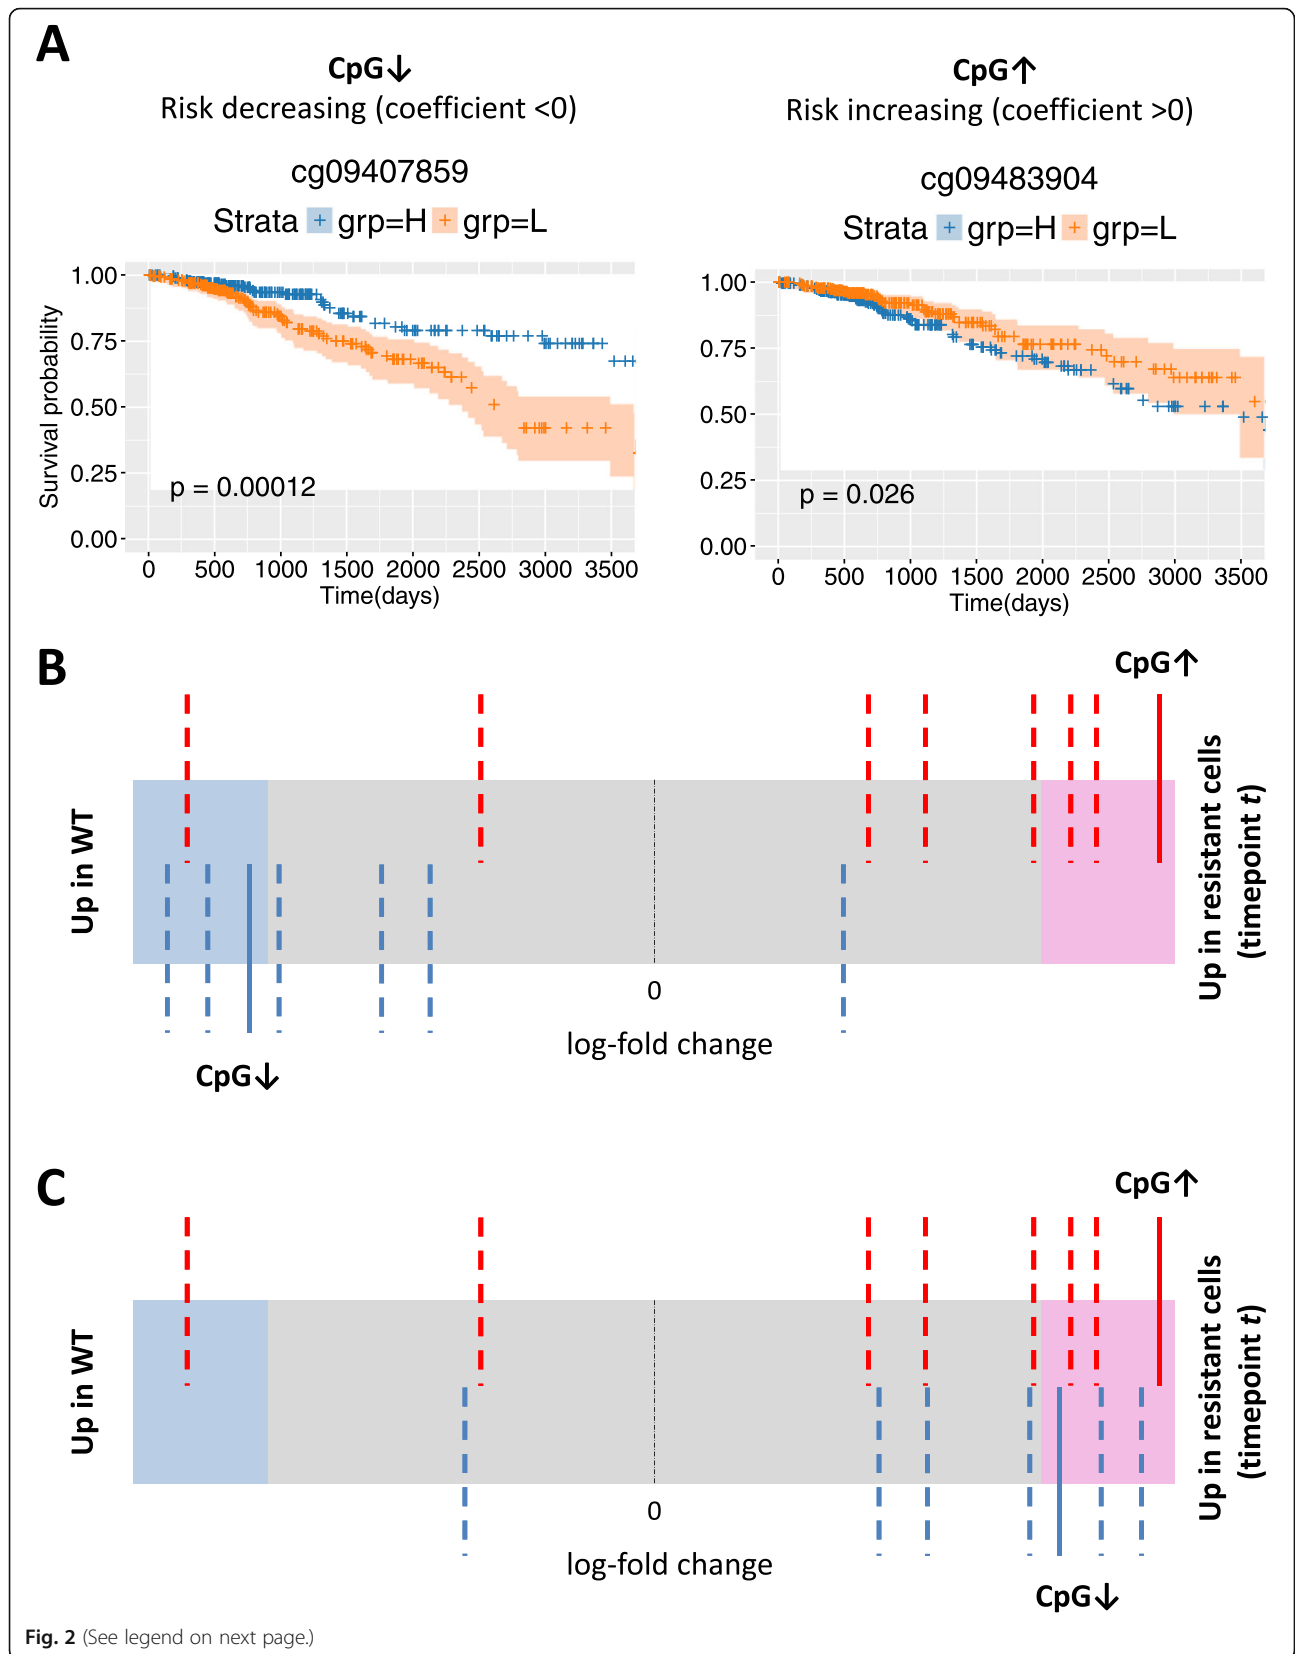 A
CpG↓
Risk decreasing (coefficient <0)
cg09407859
Strata + grp=H + grp=L
Survival probability
1.00
0.75
0.50
0.25
0.00
p = 0.00012
0 500 1000 1500 2000 2500 3000 3500
Time(days)
CpG↑
Risk increasing (coefficient >0)
cg09483904
Strata + grp=H + grp=L
1.00
0.75
0.50
0.25
0.00
p = 0.026
0 500 1000 1500 2000 2500 3000 3500
Time(days)
B
CpG↑
Up in WT
Up in resistant cells
(timepoint t)
0
log-fold change
CpG↓
C
CpG↑
Up in WT
Up in resistant cells
(timepoint t)
0
log-fold change
CpG↓
Fig. 2 (See legend on next page.)